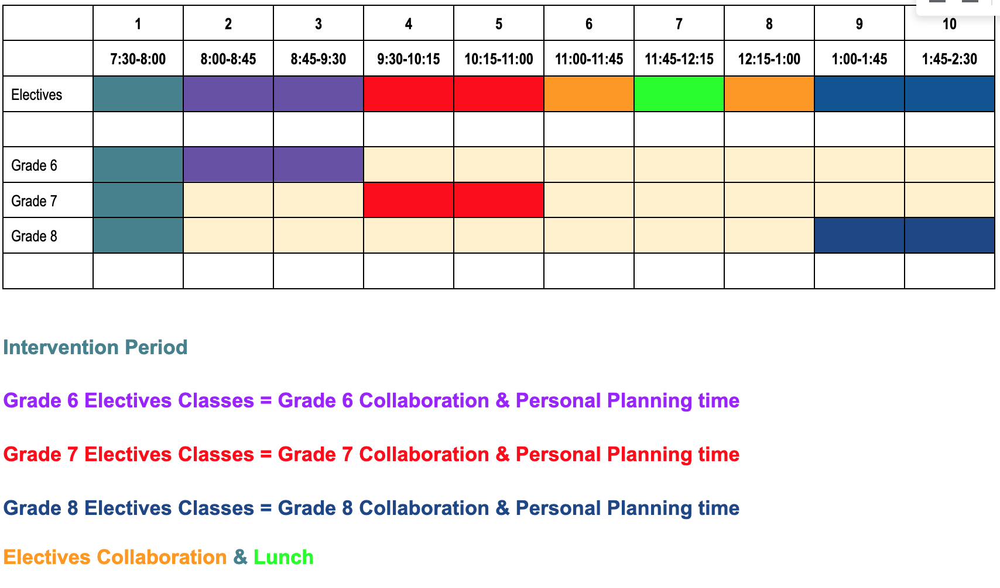 1 2 3 4 5 6 7 8 9 10
7:30-8:00 8:00-8:45 8:45-9:30 9:30-10:15 10:15-11:00 11:00-11:45 11:45-12:15 12:15-1:00 1:00-1:45 1:45-2:30
Electives
Grade 6
Grade 7
Grade 8
Intervention Period
Grade 6 Electives Classes = Grade 6 Collaboration & Personal Planning time
Grade 7 Electives Classes = Grade 7 Collaboration & Personal Planning time
Grade 8 Electives Classes = Grade 8 Collaboration & Personal Planning time
Electives Collaboration & Lunch